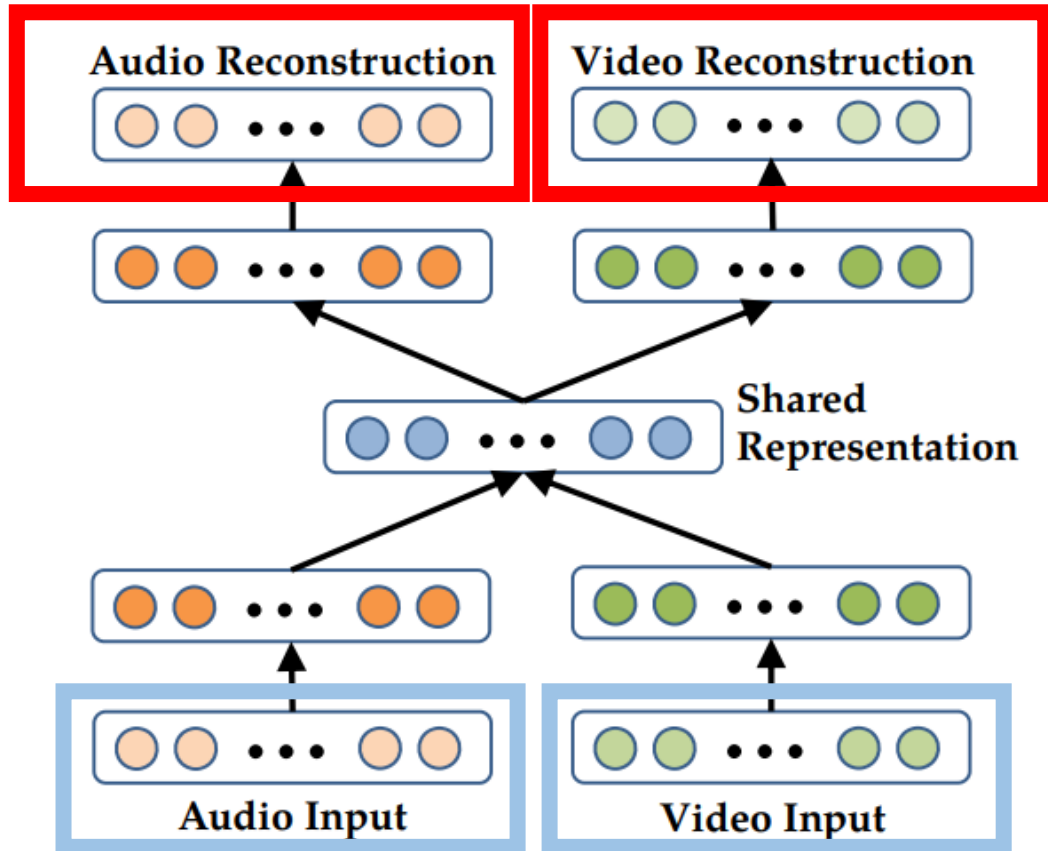 Audio Reconstruction
Video Reconstruction
Shared
Representation
Audio Input
Video Input